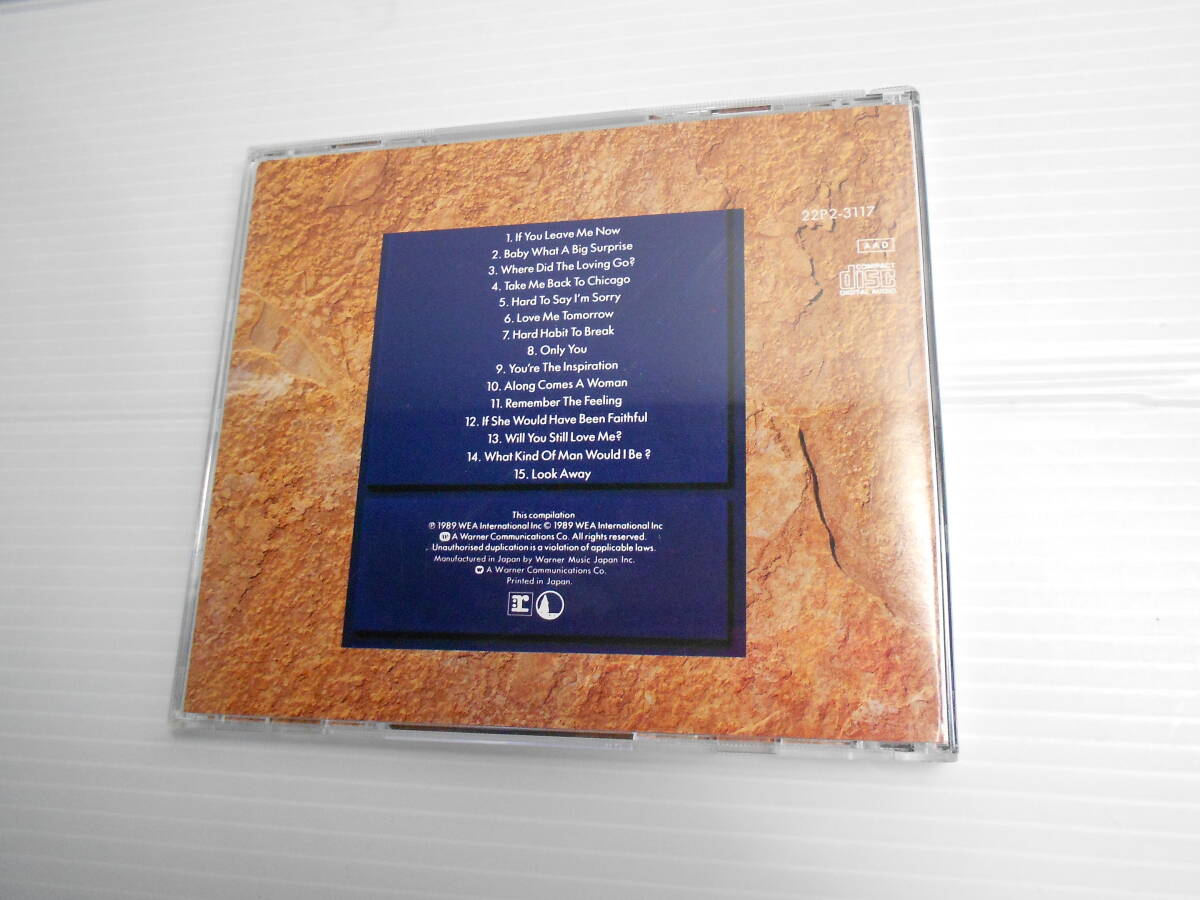 22P2-3117
AAD
COMPACT
disc
DIGITAL AUDIO
1. If You Leave Me Now
2. Baby What A Big Surprise
3. Where Did The Loving Go?
4. Take Me Back To Chicago
5. Hard To Say I'm Sorry
6. Love Me Tomorrow
7. Hard Habit To Break
8. Only You
9. You're The Inspiration
10. Along Comes A Woman
11. Remember The Feeling
12. If She Would Have Been Faithful
13. Will You Still Love Me?
14. What Kind Of Man Would I Be ?
15. Look Away
This compilation
℗ 1989 WEA International Inc © 1989 WEA International Inc
A Warner Communications Co. All rights reserved.
Unauthorised duplication is a violation of applicable laws.
Manufactured in Japan by Warner Music Japan Inc.
A Warner Communications Co.
Printed in Japan.
:r